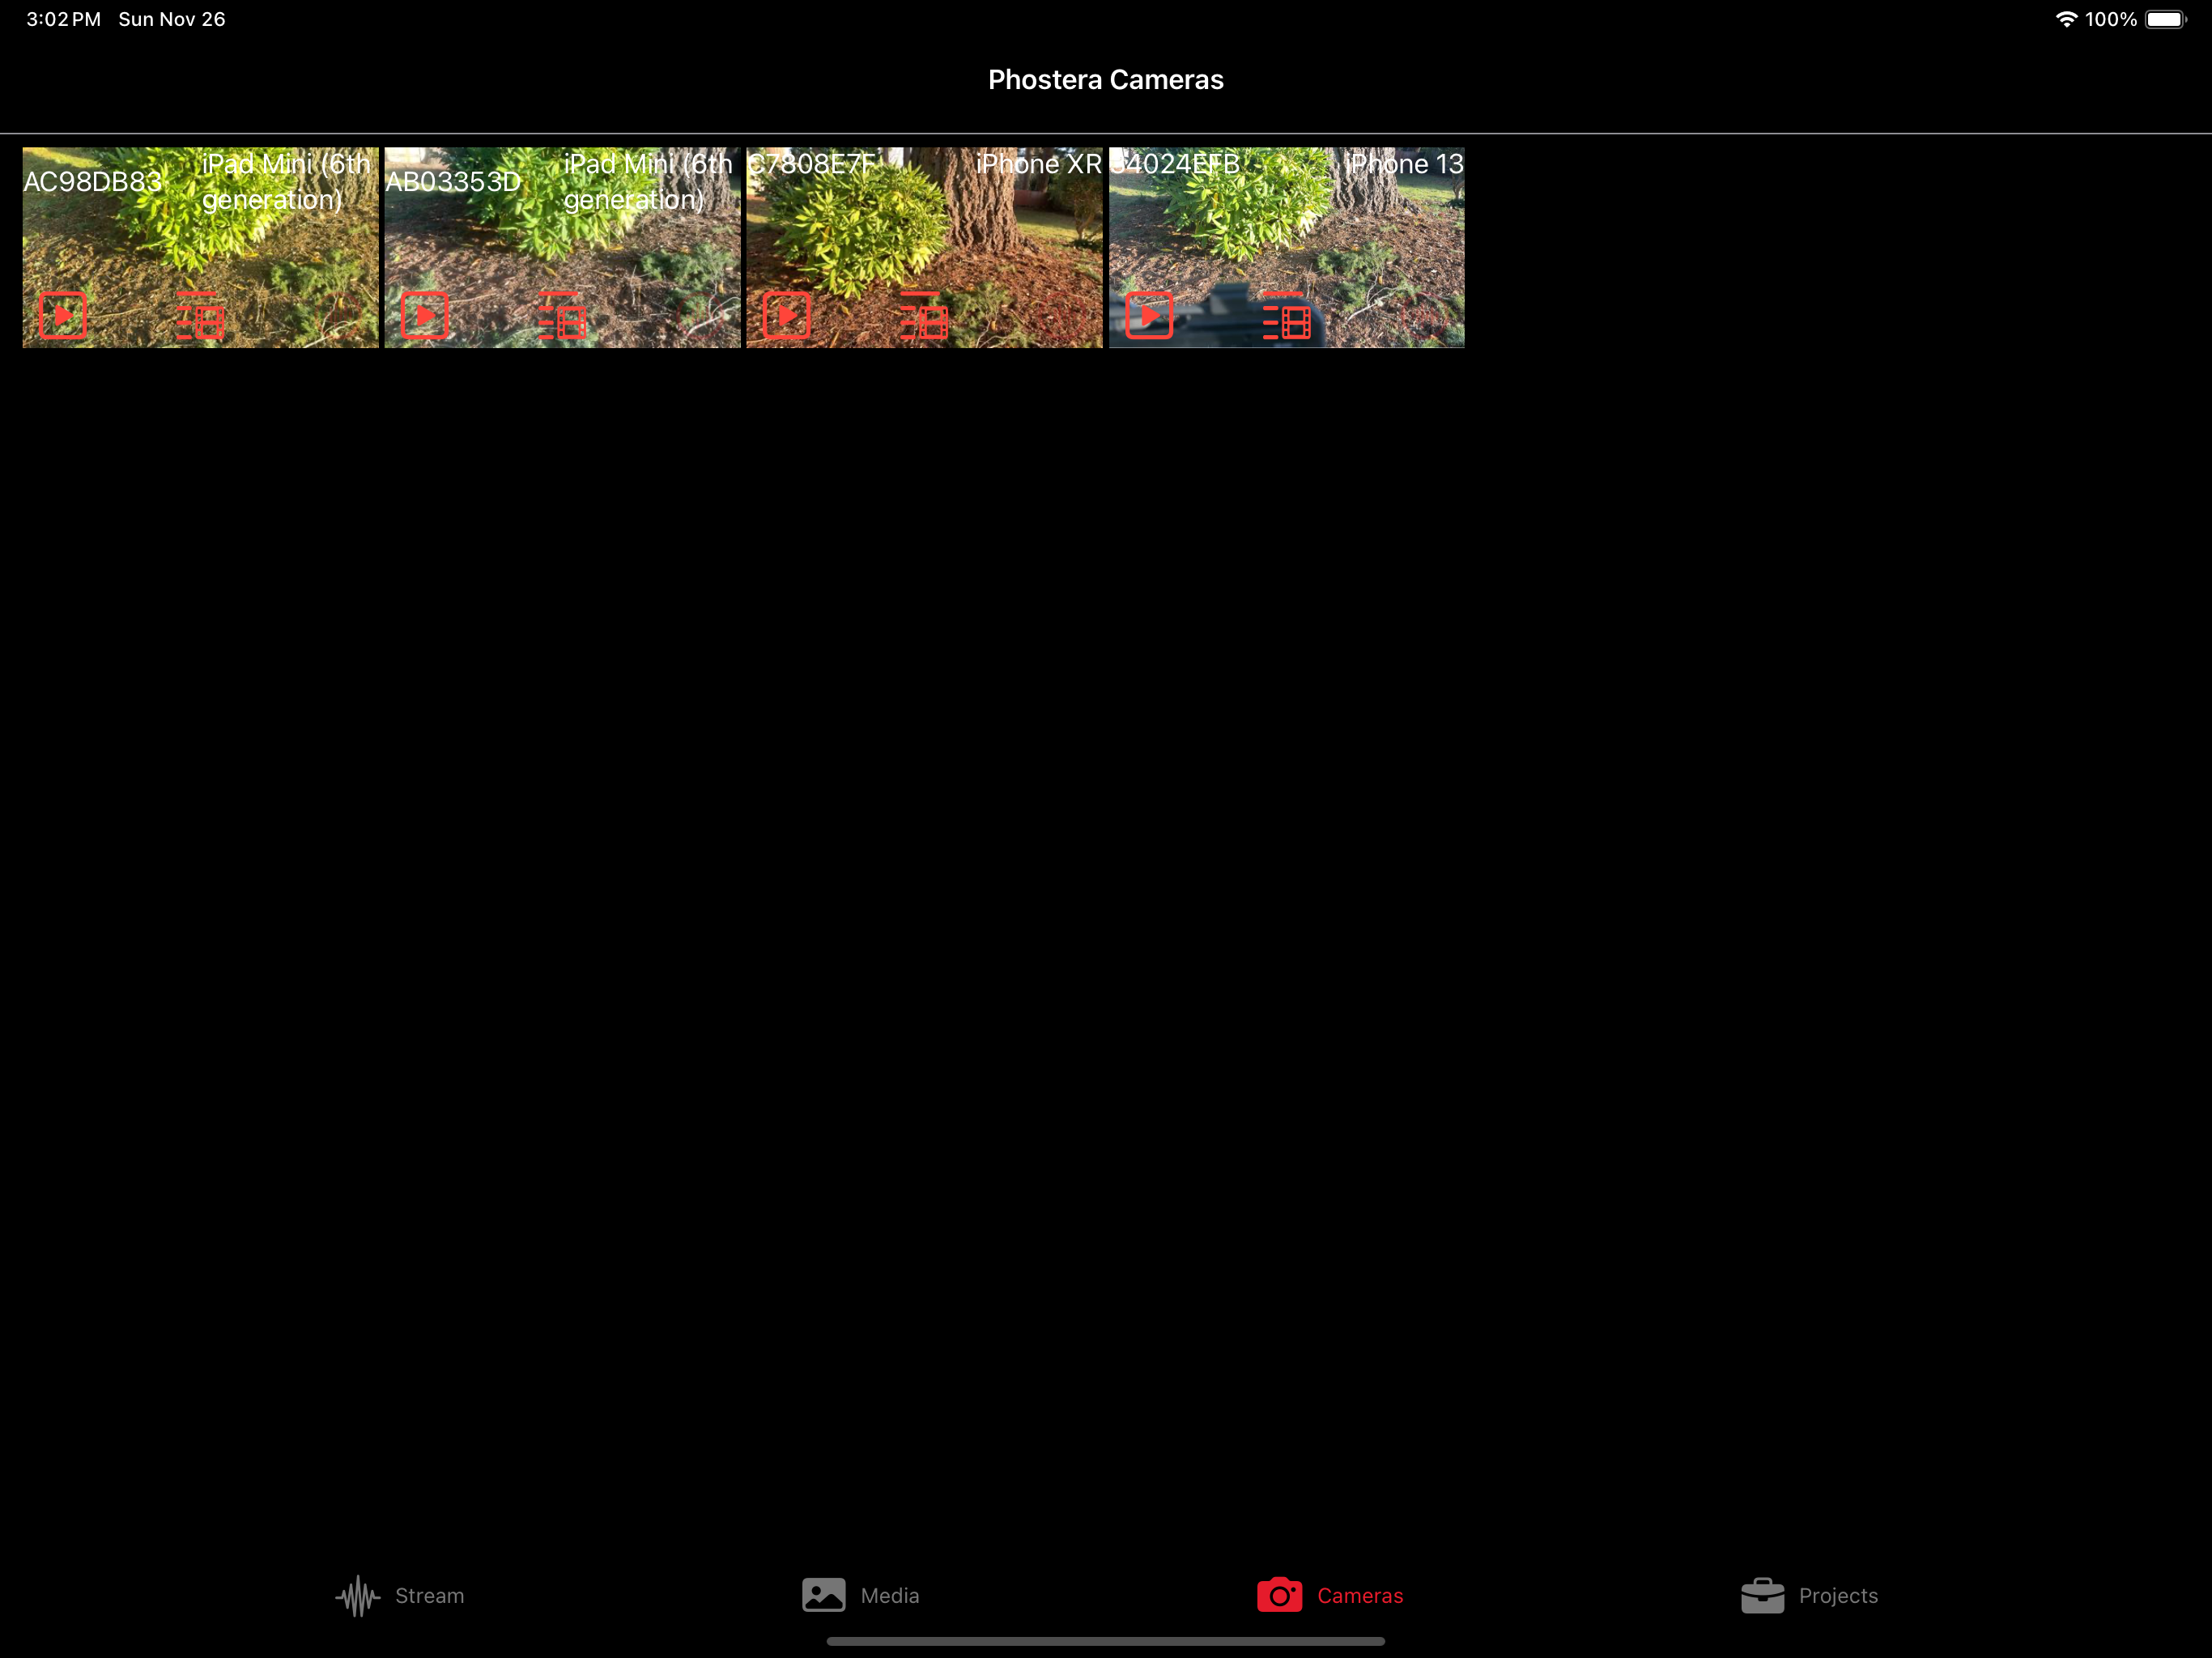 3:02 PM Sun Nov 26
100%
Phostera Cameras
AC98DB83
iPad Mini (6th
generation)
AB03353D
iPad Mini (6th
generation)
C7808E7F
iPhone XR
34024EFB
iPhone 13
Stream
Media
Cameras
Projects